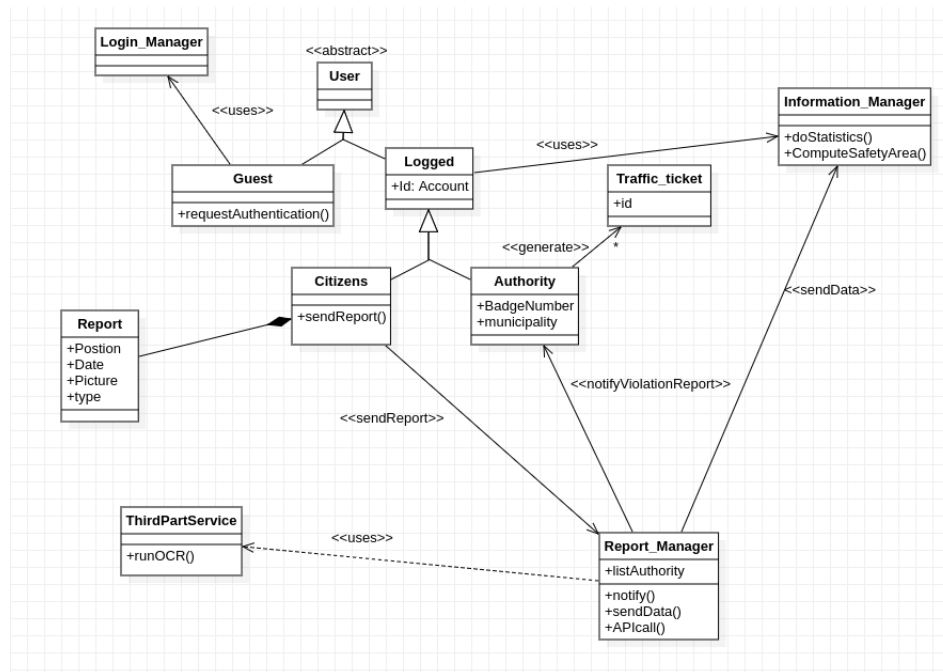 Login_Manager
<<abstract>>
User
<<uses>>
Information_Manager
+doStatistics()
+ComputeSafetyArea()
Guest
+requestAuthentication()
Logged
+Id: Account
<<uses>>
Traffic_ticket
+id
<<generate>>
*
Citizens
+sendReport()
Authority
+BadgeNumber
+municipality
<<sendData>>
Report
+Postion
+Date
+Picture
+type
<<notifyViolationReport>>
<<sendReport>>
ThirdPartService
+runOCR()
<<uses>>
Report_Manager
+listAuthority
+notify()
+sendData()
+APIcall()